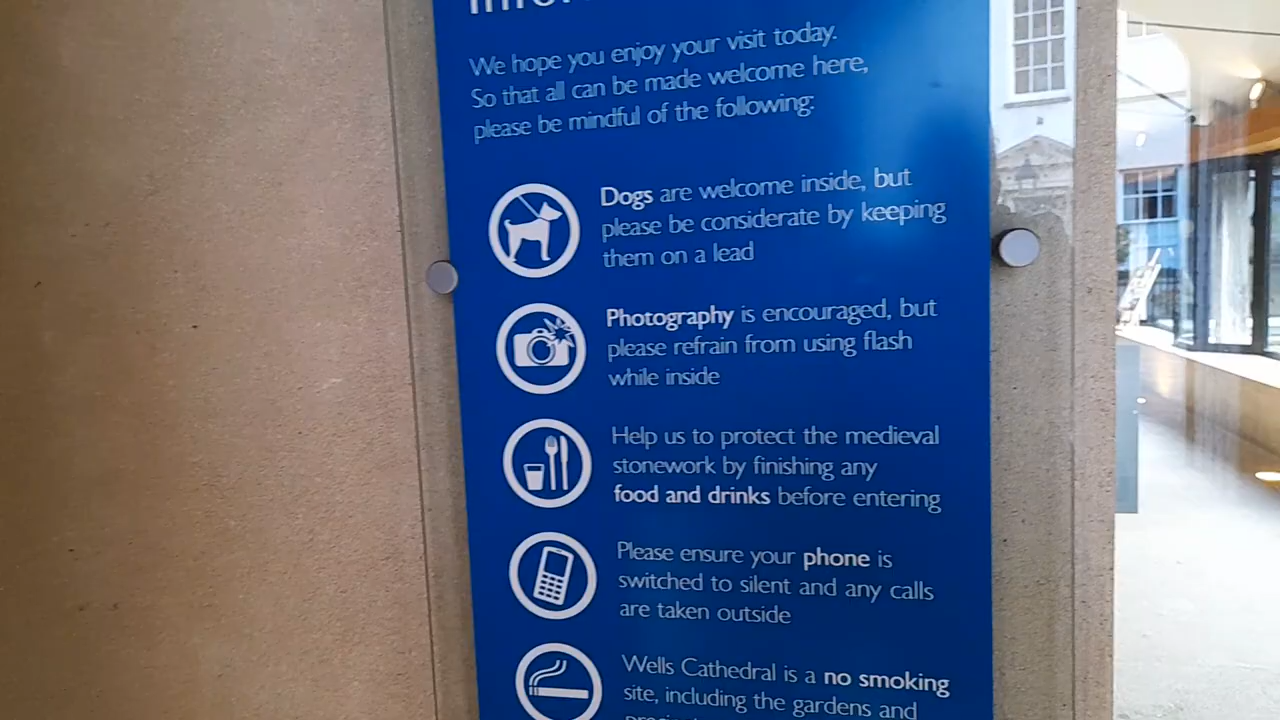 We hope you enjoy your visit today.
So that all can be made welcome here,
please be mindful of the following:
Dogs are welcome inside, but
please be considerate by keeping
them on a lead
Photography is encouraged, but
please refrain from using flash
while inside
Help us to protect the medieval
stonework by finishing any
food and drinks before entering
Please ensure your phone is
switched to silent and any calls
are taken outside
Wells Cathedral is a no smoking
site, including the gardens and